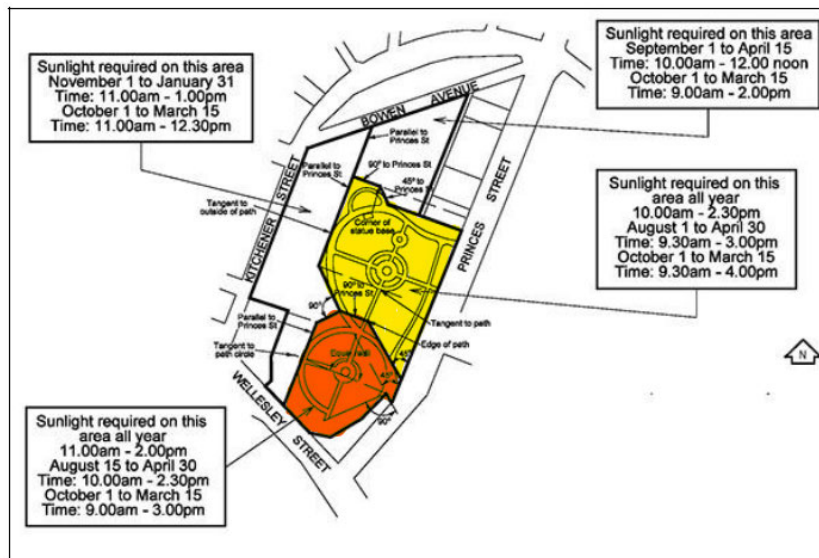 Sunlight required on this area
November 1 to January 31
Time: 11.00am - 1.00pm
October 1 to March 15
Time: 11.00am - 12.30pm
Sunlight required on this area
September 1 to April 15
Time: 10.00am - 12.00 noon
October 1 to March 15
Time: 9.00am - 2.00pm
BOWEN AVENUE
Parallel to
Princes St
90° to Princes St
Parallel to
Princes St
45° to
Princes St
Tangent to
outside of path
Corner of
statue base
KITCHENER STREET
PRINCES STREET
Sunlight required on this
area all year
10.00am - 2.30pm
August 1 to April 30
Time: 9.30am - 3.00pm
October 1 to March 15
Time: 9.30am - 4.00pm
90° to
Princes St
90°
Parallel to
Princes St
Tangent to path
Edge of path
Tangent to
path circle
45°
45°
90°
N
WELLESLEY STREET
Sunlight required on this
area all year
11.00am - 2.00pm
August 15 to April 30
Time: 10.00am - 2.30pm
October 1 to March 15
Time: 9.00am - 3.00pm